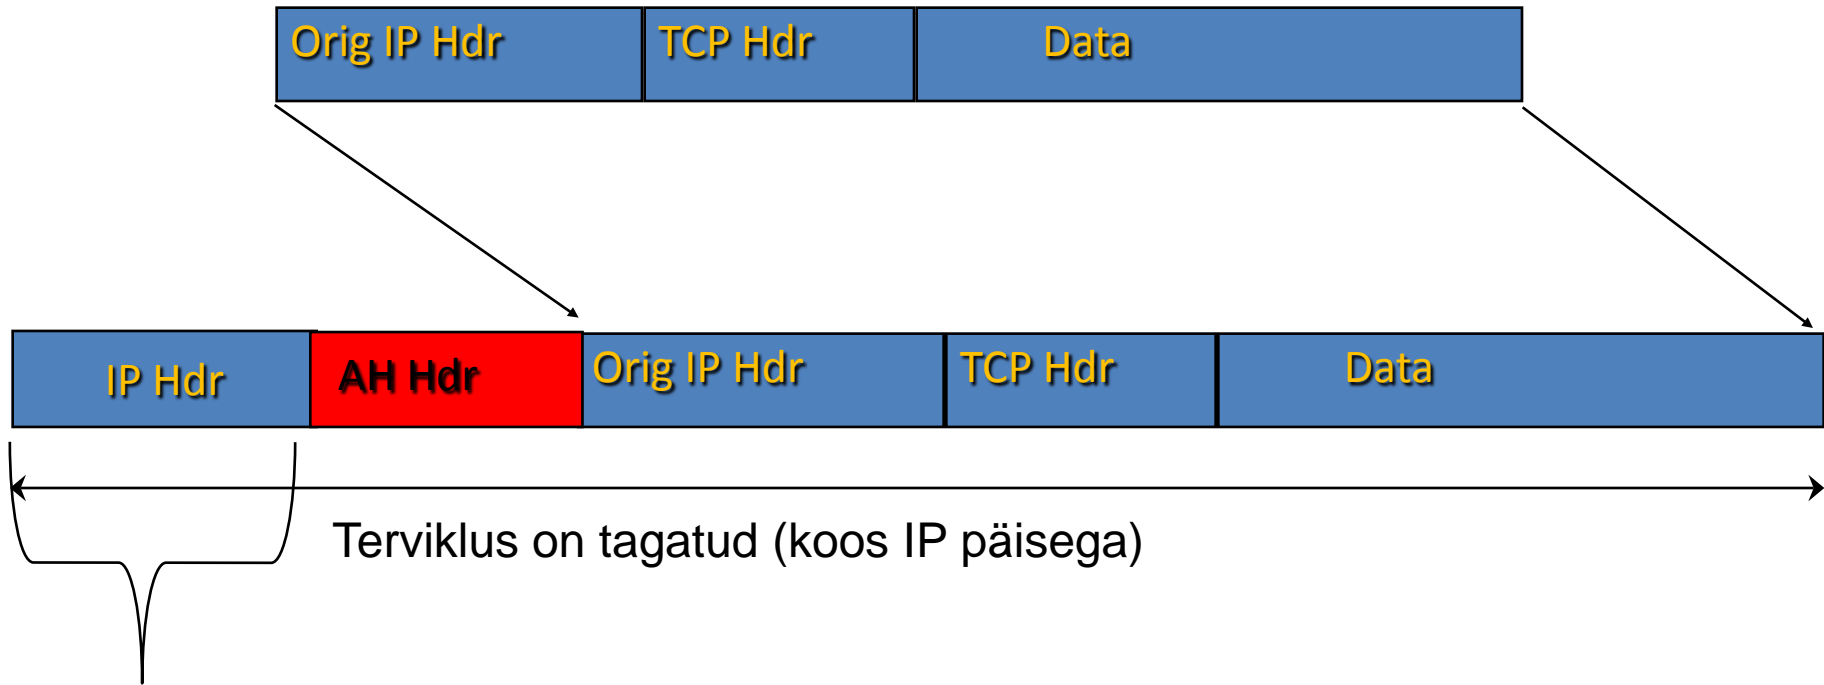 Orig IP Hdr TCP Hdr Data
IP Hdr AH Hdr Orig IP Hdr TCP Hdr Data
Terviklus on tagatud (koos IP päisega)